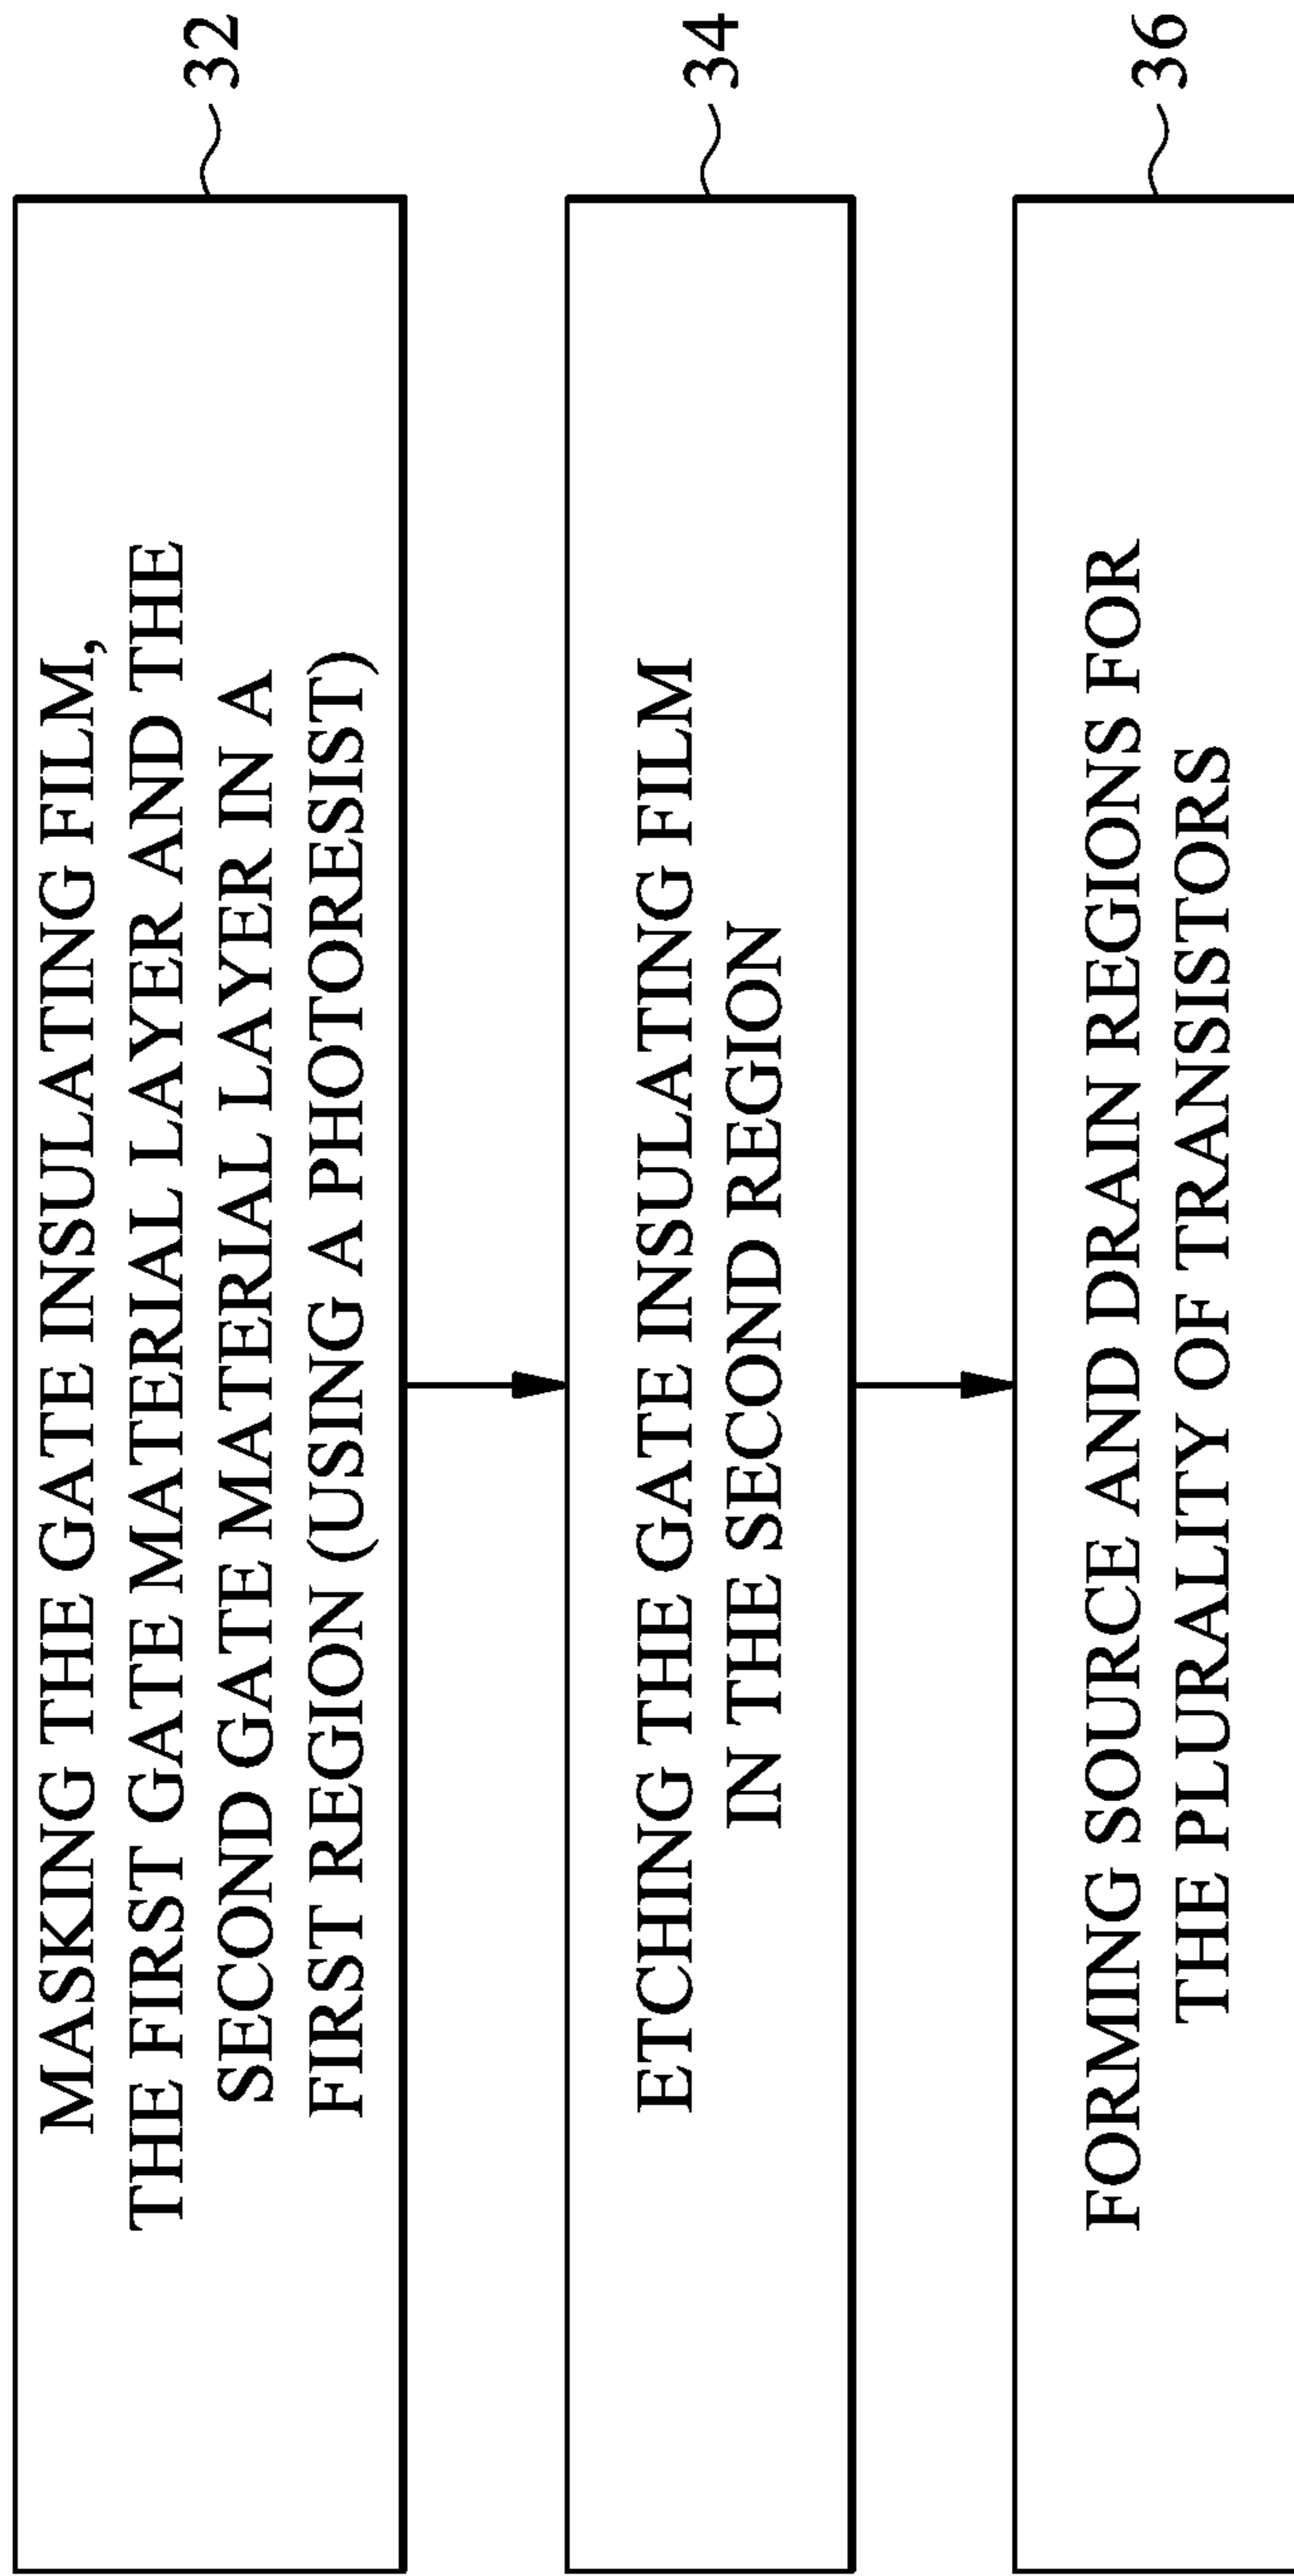 MASKING THE GATE INSULATING FILM,
THE FIRST GATE MATERIAL LAYER AND THE
SECOND GATE MATERIAL LAYER IN A
FIRST REGION (USING A PHOTORESIST)
32
ETCHING THE GATE INSULATING FILM
IN THE SECOND REGION
34
FORMING SOURCE AND DRAIN REGIONS FOR
THE PLURALITY OF TRANSISTORS
36